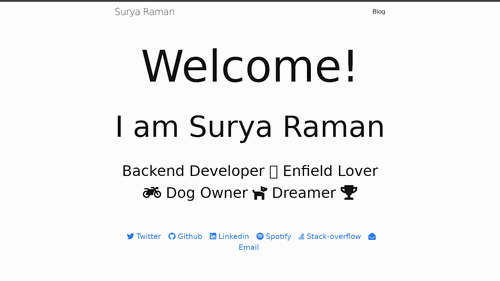 Surya Raman
Blog
Welcome!
I am Surya Raman
Backend Developer Enfield Lover
Dog Owner Dreamer
Twitter Github Linkedin Spotify Stack-overflow
Email